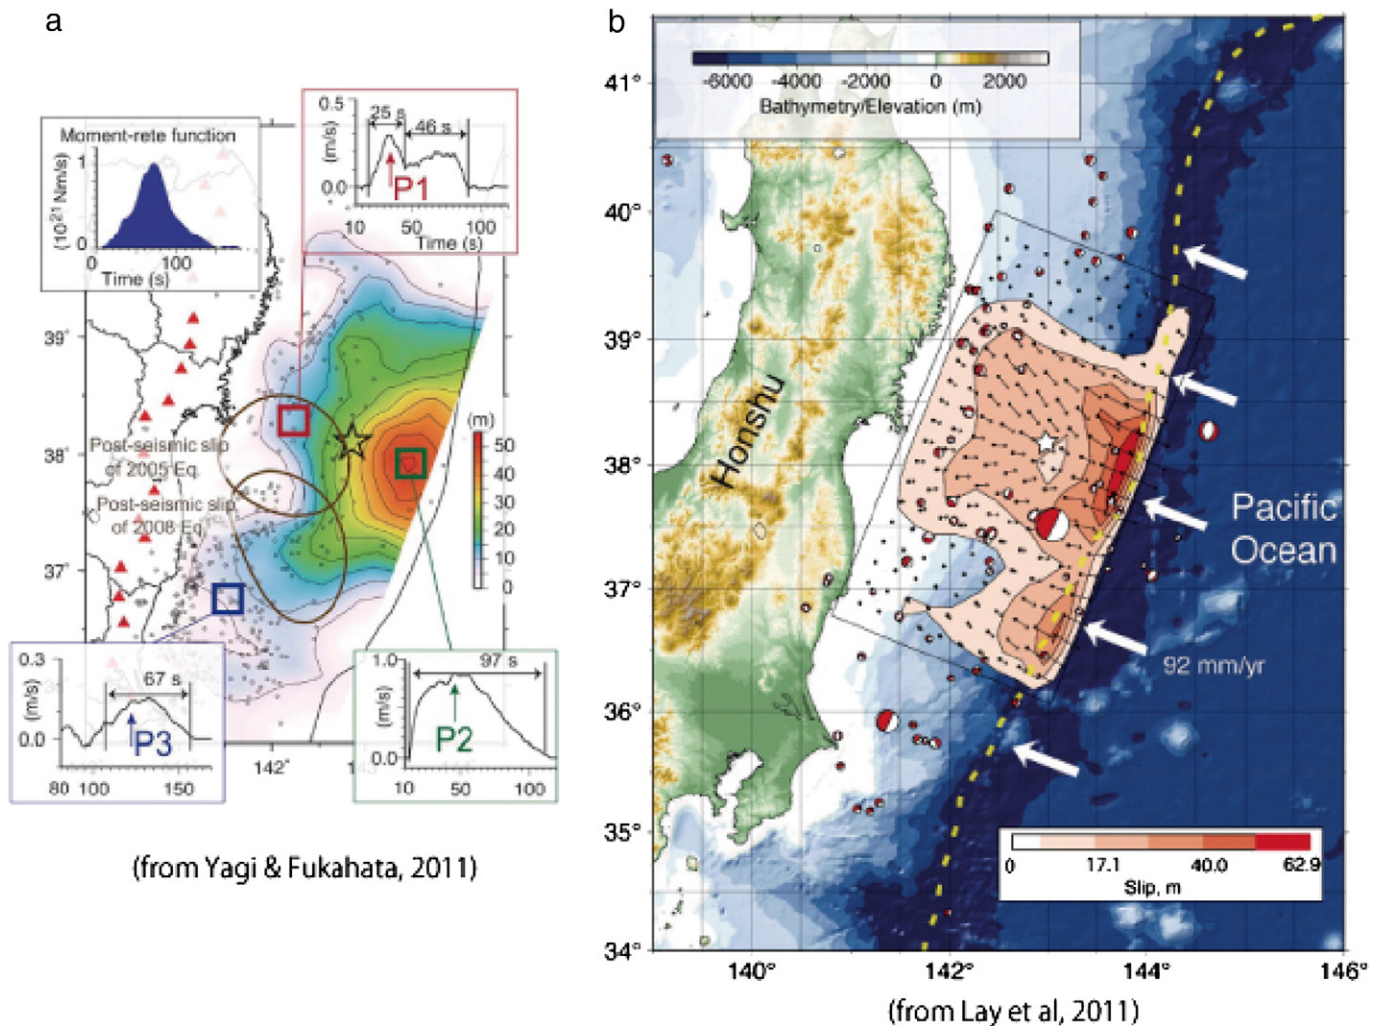 a
Moment-rete function
(10²¹ Nm/s)
1
0
0 100
Time (s)
0.5
(m/s)
0.0
25 s
46 s
P1
10 50 100
Time (s)
39°
38°
37°
Post-seismic slip
of 2005 Eq.
Post-seismic slip
of 2008 Eq.
(m)
50
40
30
20
10
0
142°
143°
0.3
(m/s)
0.0
67 s
P3
80 100 150
1.0
(m/s)
0.0
97 s
P2
10 50 100
(from Yagi & Fukahata, 2011)
b
-6000 -4000 -2000 0 2000
Bathymetry/Elevation (m)
41°
40°
39°
38°
37°
36°
35°
34°
Honshu
Pacific
Ocean
92 mm/yr
0 17.1 40.0 62.9
Slip, m
140° 142° 144° 146°
(from Lay et al, 2011)